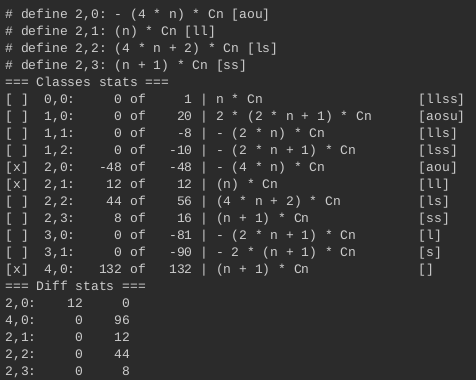 # define 2,0: - (4 * n) * Cn [aou]
# define 2,1: (n) * Cn [ll]
# define 2,2: (4 * n + 2) * Cn [ls]
# define 2,3: (n + 1) * Cn [ss]
=== Classes stats ===
[ ]  0,0:     0 of     1 | n * Cn                    [llss]
[ ]  1,0:     0 of    20 | 2 * (2 * n + 1) * Cn      [aosu]
[ ]  1,1:     0 of    -8 | - (2 * n) * Cn            [lls]
[ ]  1,2:     0 of   -10 | - (2 * n + 1) * Cn        [lss]
[x]  2,0:   -48 of   -48 | - (4 * n) * Cn            [aou]
[x]  2,1:    12 of    12 | (n) * Cn                  [ll]
[ ]  2,2:    44 of    56 | (4 * n + 2) * Cn          [ls]
[ ]  2,3:     8 of    16 | (n + 1) * Cn              [ss]
[ ]  3,0:     0 of   -81 | - (2 * n + 1) * Cn        [l]
[ ]  3,1:     0 of   -90 | - 2 * (n + 1) * Cn        [s]
[x]  4,0:   132 of   132 | (n + 1) * Cn              []
=== Diff stats ===
2,0:    12     0
4,0:     0    96
2,1:     0    12
2,2:     0    44
2,3:     0     8